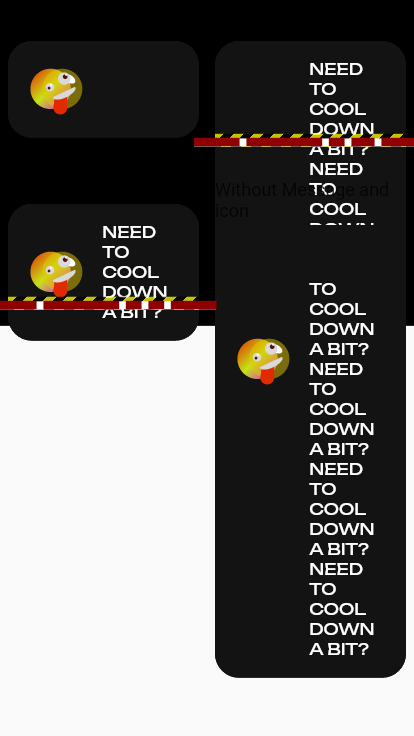 NEED
TO
COOL
DOWN
A BIT?
NEED
TO
COOL
DOWN
A BIT?
NEED
TO
COOL
DOWN
Without Message and
icon
TO
COOL
DOWN
A BIT?
NEED
TO
COOL
DOWN
A BIT?
NEED
TO
COOL
DOWN
A BIT?
NEED
TO
COOL
DOWN
A BIT?